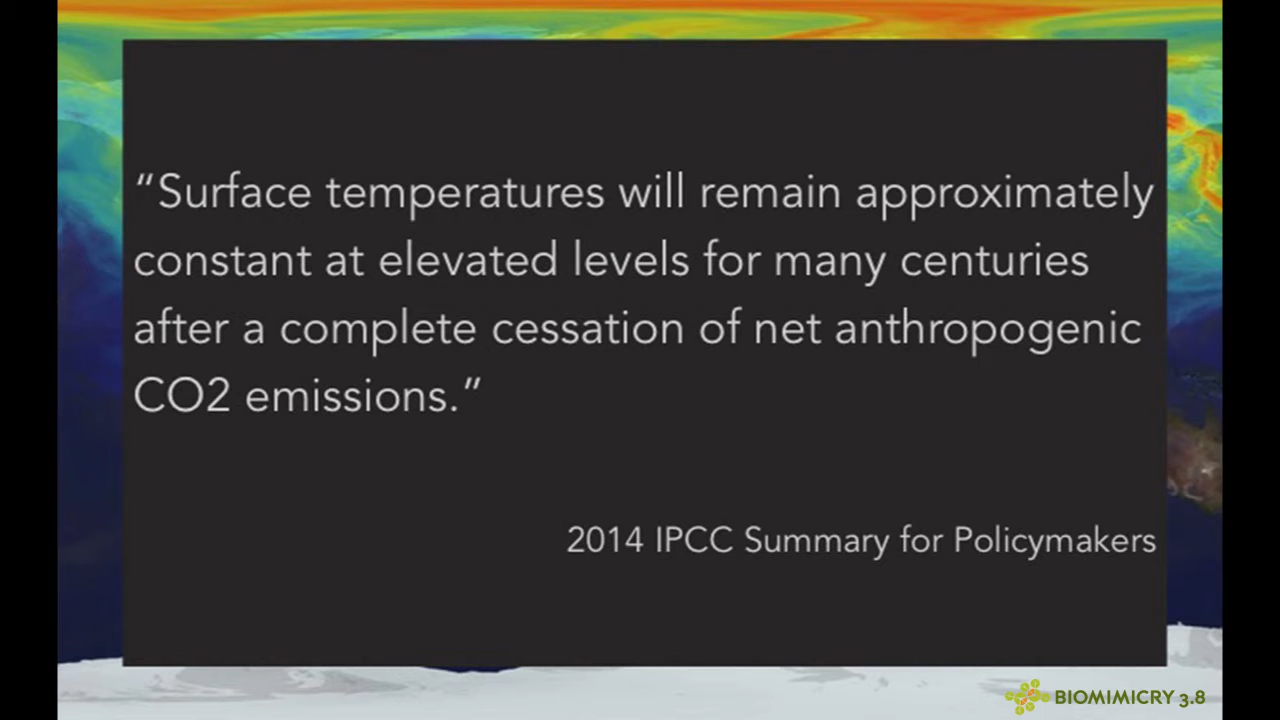 “Surface temperatures will remain approximately
constant at elevated levels for many centuries
after a complete cessation of net anthropogenic
CO2 emissions.”
2014 IPCC Summary for Policymakers
BIOMIMICRY 3.8